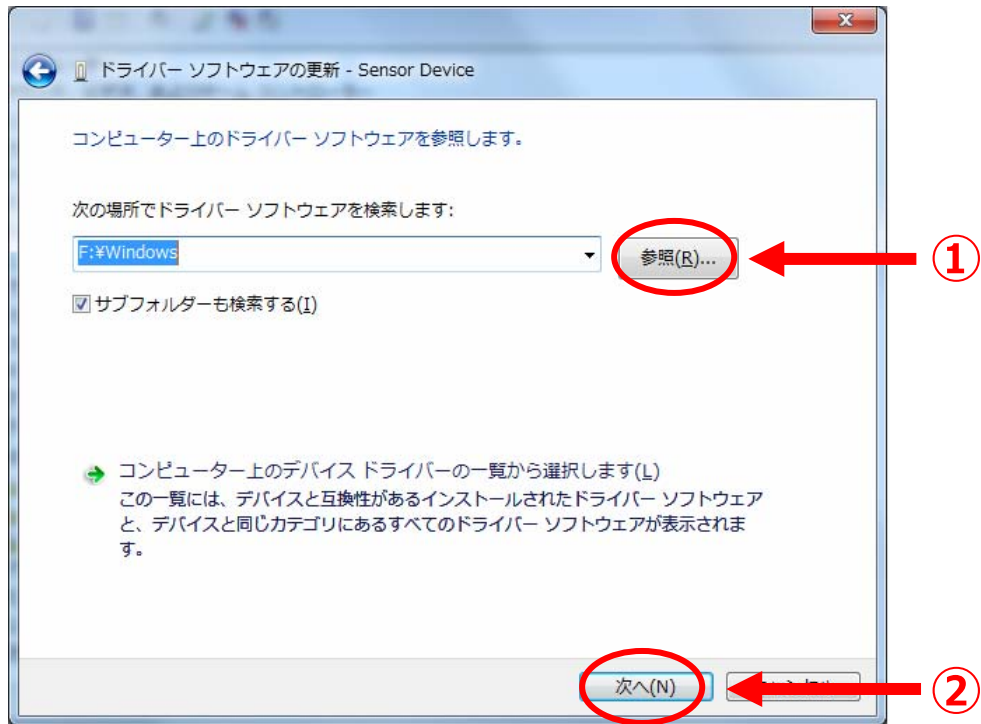 ドライバー ソフトウェアの更新 - Sensor Device
コンピューター上のドライバー ソフトウェアを参照します。
次の場所でドライバー ソフトウェアを検索します:
F:¥Windows
参照(R)...
①
サブフォルダーも検索する(I)
コンピューター上のデバイス ドライバーの一覧から選択します(L)
この一覧には、デバイスと互換性があるインストールされたドライバー ソフトウェア
と、デバイスと同じカテゴリにあるすべてのドライバー ソフトウェアが表示されま
す。
次へ(N)
②